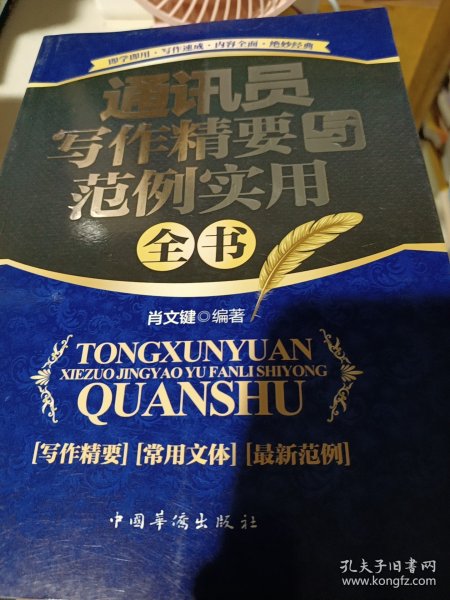 即学即用·写作速成·内容全面·绝妙经典
通讯员
写作精要与
范例实用
全书
肖文键◎编著
TONGXUNYUAN
XIEZUO JINGYAO YU FANLI SHIYONG
QUANSHU
[写作精要] [常用文体] [最新范例]
中国华侨出版社
孔夫子旧书网
www.kongfz.com